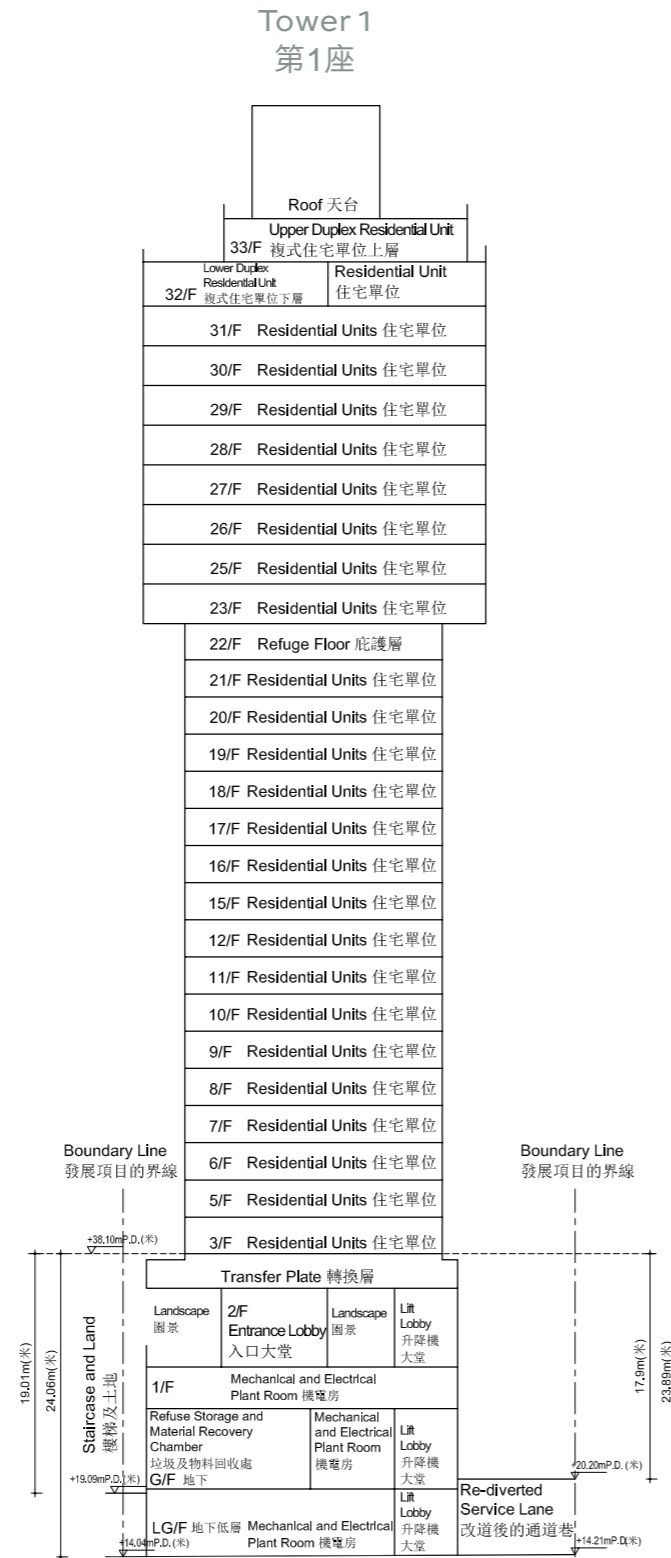 Tower 1
第1座
Roof 天台
Upper Duplex Residential Unit
33/F 複式住宅單位上層
Lower Duplex
Residential Unit
32/F 複式住宅單位下層
Residential Unit
住宅單位
31/F Residential Units 住宅單位
30/F Residential Units 住宅單位
29/F Residential Units 住宅單位
28/F Residential Units 住宅單位
27/F Residential Units 住宅單位
26/F Residential Units 住宅單位
25/F Residential Units 住宅單位
23/F Residential Units 住宅單位
22/F Refuge Floor 庇護層
21/F Residential Units 住宅單位
20/F Residential Units 住宅單位
19/F Residential Units 住宅單位
18/F Residential Units 住宅單位
17/F Residential Units 住宅單位
16/F Residential Units 住宅單位
15/F Residential Units 住宅單位
12/F Residential Units 住宅單位
11/F Residential Units 住宅單位
10/F Residential Units 住宅單位
9/F Residential Units 住宅單位
8/F Residential Units 住宅單位
7/F Residential Units 住宅單位
6/F Residential Units 住宅單位
5/F Residential Units 住宅單位
3/F Residential Units 住宅單位
Boundary Line
發展項目的界線
Boundary Line
發展項目的界線
+38.10mP.D.(米)
Transfer Plate 轉換層
Landscape
園景
2/F
Entrance Lobby
入口大堂
Landscape
園景
Lift
Lobby
升降機
大堂
1/F
Mechanical and Electrical
Plant Room 機電房
Refuse Storage and
Material Recovery
Chamber
垃圾及物料回收處
G/F 地下
Mechanical
and Electrical
Plant Room
機電房
Lift
Lobby
升降機
大堂
LG/F 地下低層
Mechanical and Electrical
Plant Room 機電房
Lift
Lobby
升降機
大堂
Re-diverted
Service Lane
改道後的通道巷
19.01m(米)
24.06m(米)
Staircase and Land
樓梯及土地
+19.09mP.D.(米)
+14.04mP.D.(米)
17.9m(米)
23.89m(米)
+20.20mP.D.(米)
+14.21mP.D(米)